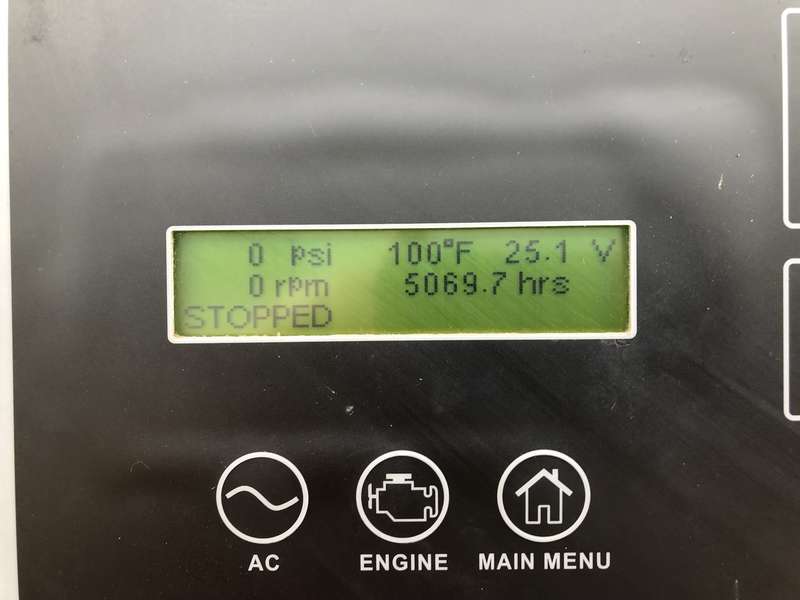 0 psi 100°F 25.1 V
0 rpm 5069.7 hrs
STOPPED
AC ENGINE MAIN MENU